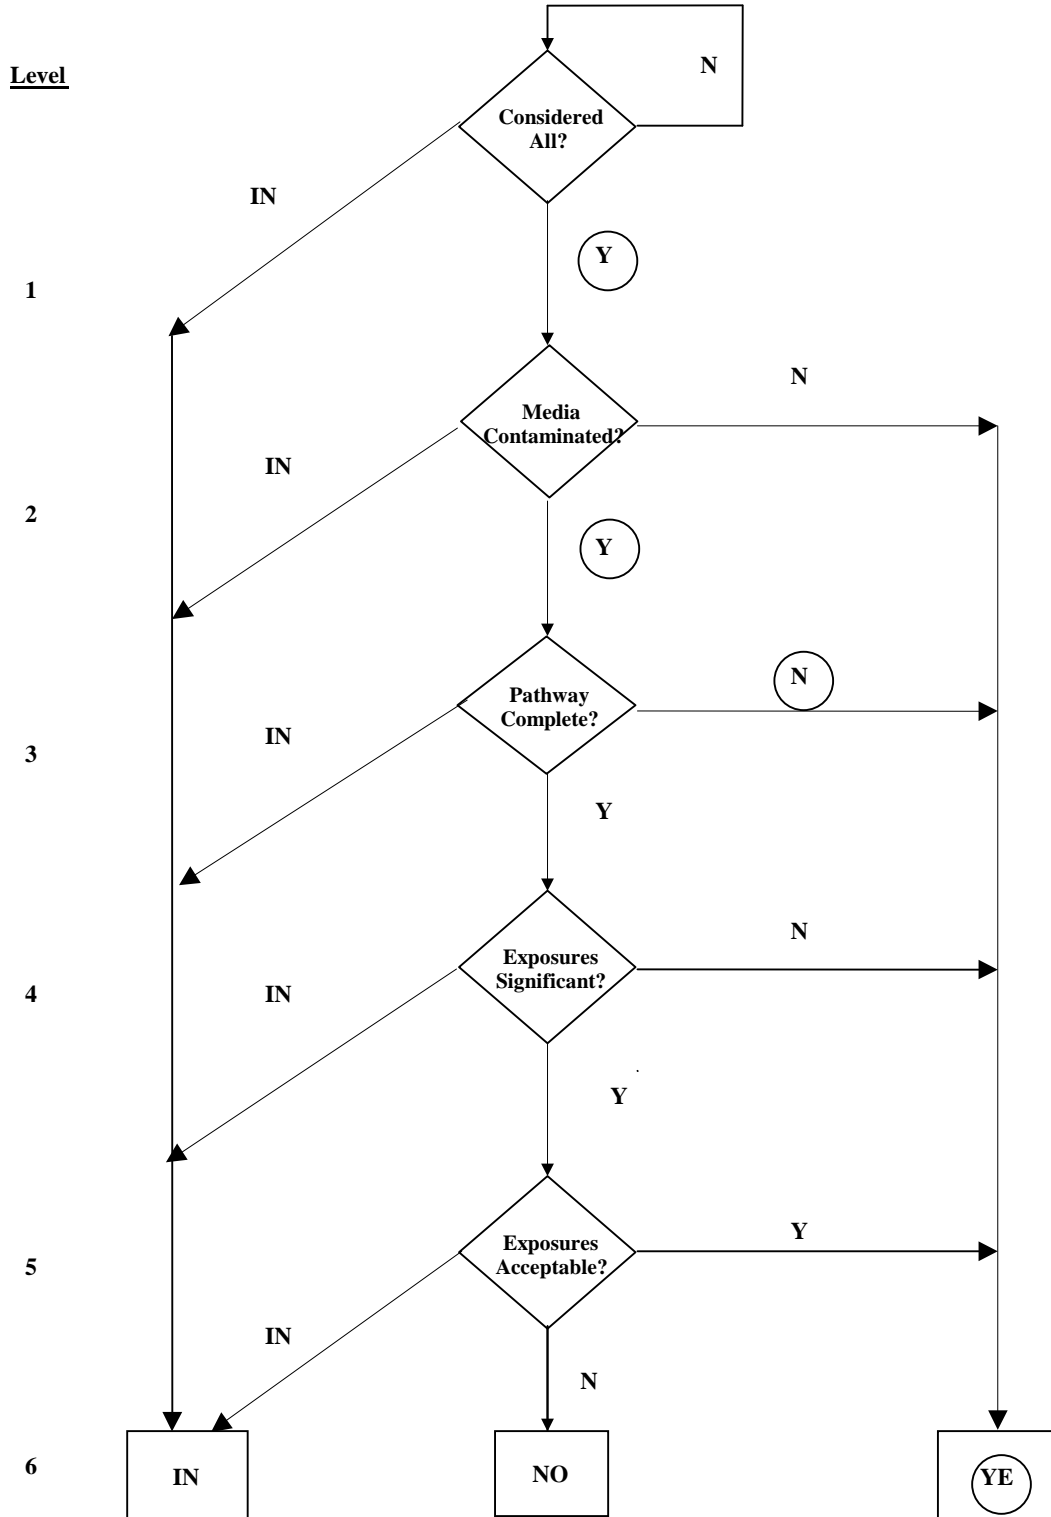 N
Level
Considered
All?
IN
Y
1
N
Media
Contaminated?
IN
2
Y
N
Pathway
Complete?
IN
3
Y
N
Exposures
Significant?
IN
4
Y
Y
Exposures
Acceptable?
5
IN
N
6
IN
NO
YE